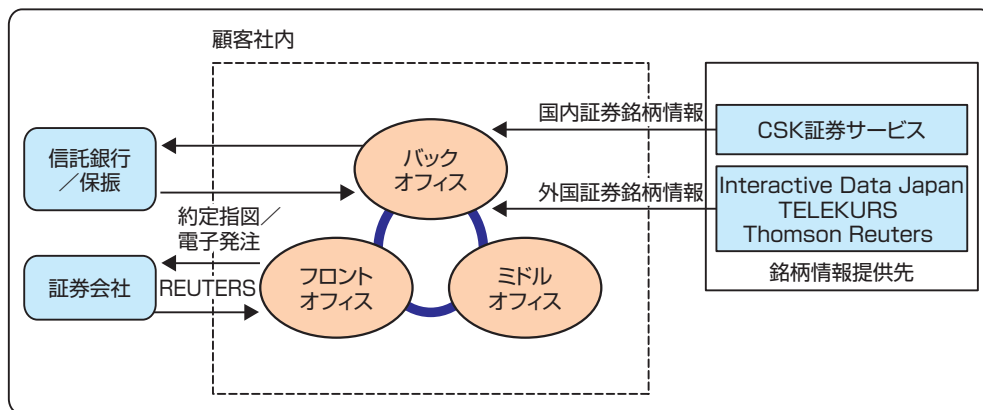 顧客社内
国内証券銘柄情報
CSK証券サービス
信託銀行
／保振
バック
オフィス
外国証券銘柄情報
Interactive Data Japan
TELEKURS
Thomson Reuters
銘柄情報提供先
約定指図／
電子発注
証券会社
REUTERS
フロント
オフィス
ミドル
オフィス